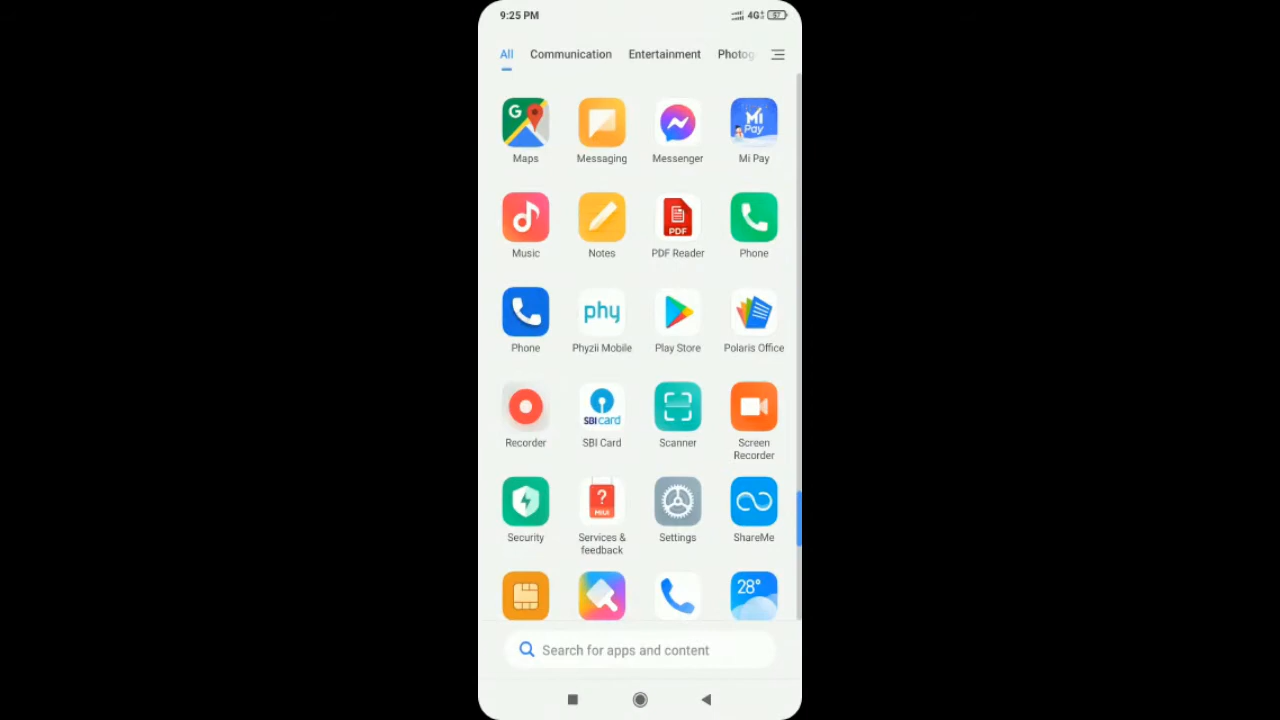 9:25 PM 4G 57
All Communication Entertainment Photog
G Mi Pay
Maps Messaging Messenger Mi Pay
PDF
Music Notes PDF Reader Phone
phy
Phone Phyzii Mobile Play Store Polaris Office
SBI card
Recorder SBI Card Scanner Screen
Recorder
? MIUI
Security Services & Settings ShareMe
feedback
28°
Search for apps and content